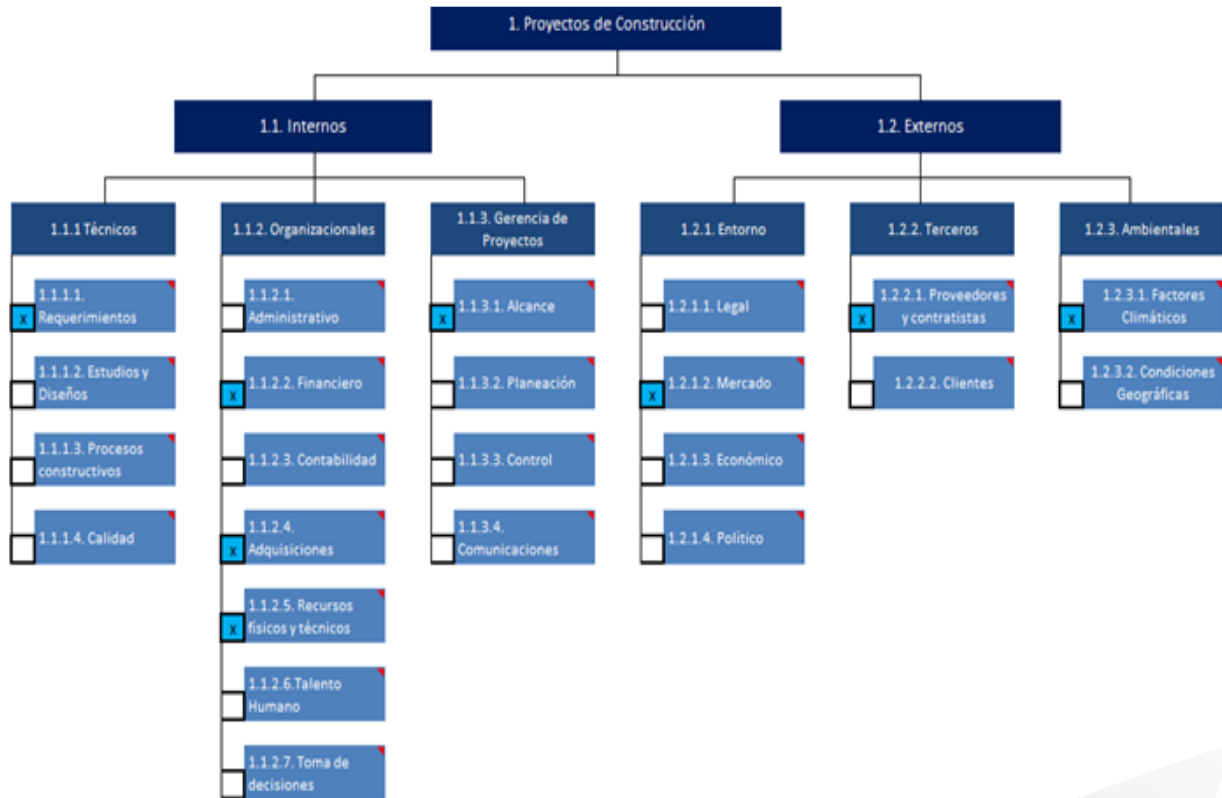 1. Proyectos de Construcción
1.1. Internos
1.2. Externos
1.1.1 Técnicos
1.1.2. Organizacionales
1.1.3. Gerencia de
Proyectos
1.2.1. Entorno
1.2.2. Terceros
1.2.3. Ambientales
1.1.1.1.
x Requerimientos
1.1.1.2. Estudios y
Diseños
1.1.1.3. Procesos
constructivos
1.1.1.4. Calidad
1.1.2.1.
Administrativo
x 1.1.2.2. Financiero
1.1.2.3. Contabilidad
1.1.2.4.
x Adquisiciones
1.1.2.5. Recursos
x físicos y técnicos
1.1.2.6.Talento
Humano
1.1.2.7. Toma de
decisiones
x 1.1.3.1. Alcance
1.1.3.2. Planeación
1.1.3.3. Control
1.1.3.4.
Comunicaciones
1.2.1.1. Legal
x 1.2.1.2. Mercado
1.2.1.3. Económico
1.2.1.4. Político
1.2.2.1. Proveedores
x y contratistas
1.2.2.2. Clientes
1.2.3.1. Factores
x Climáticos
1.2.3.2. Condiciones
Geográficas